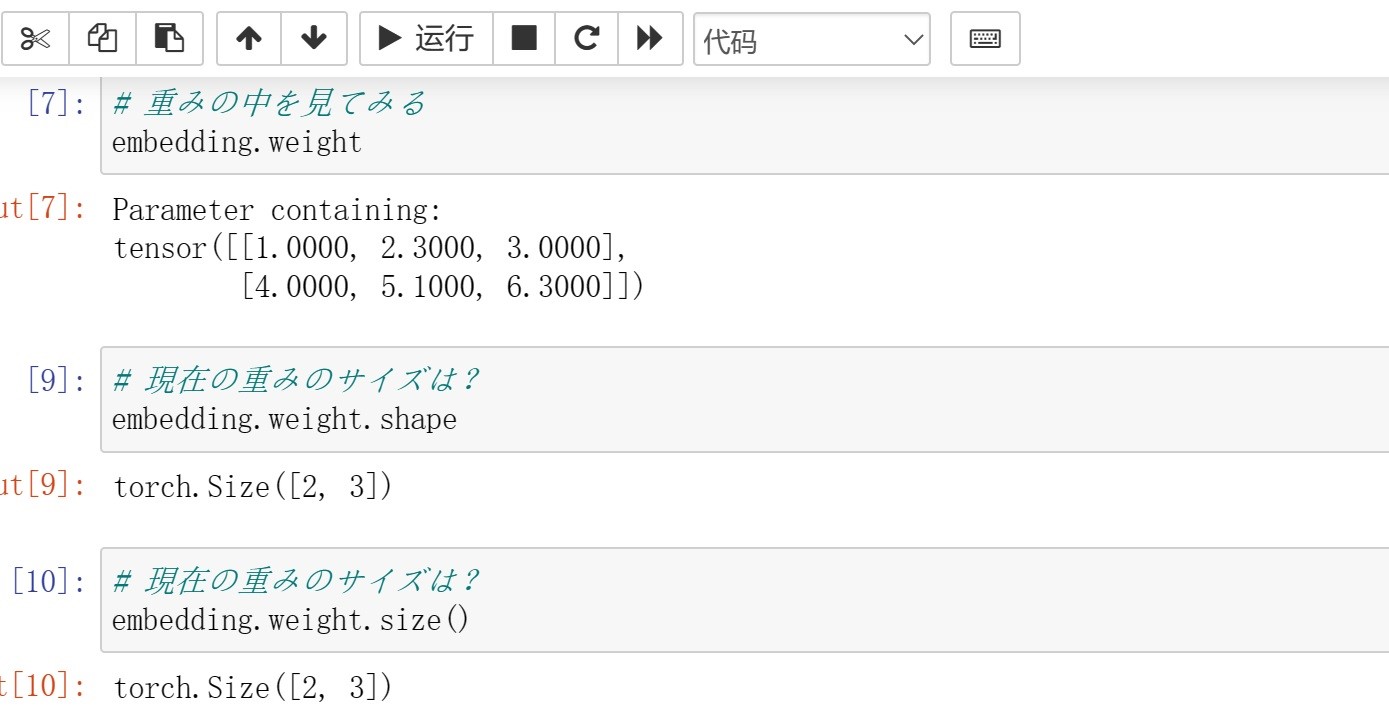 运行
代码
[7]:
# 重みの中を見てみる
embedding.weight
ut[7]:
Parameter containing:
tensor([[1.0000, 2.3000, 3.0000],
[4.0000, 5.1000, 6.3000]])
[9]:
# 現在の重みのサイズは？
embedding.weight.shape
ut[9]:
torch.Size([2, 3])
[10]:
# 現在の重みのサイズは？
embedding.weight.size()
t[10]:
torch.Size([2, 3])